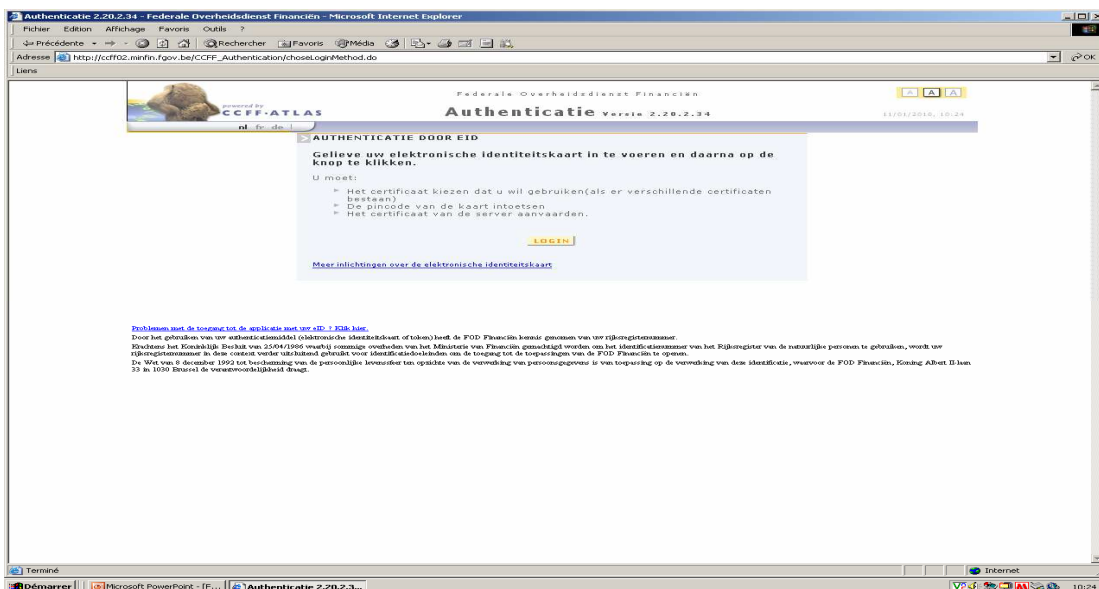 Authenticatie 2.20.2.34 - Federale Overheidsdienst Financiën - Microsoft Internet Explorer
Fichier Edition Affichage Favoris Outils ?
Précédente Rechercher Favoris Média
Adresse http://ccff02.minfin.fgov.be/CCFF_Authentication/choseLoginMethod.do OK
Liens
Federale Overheidsdienst Financiën A A A
powered by
CCFF-ATLAS Authenticatie Versie 2.20.2.34 11/01/2010, 10:24
nl fr de
AUTHENTICATIE DOOR EID
Gelieve uw elektronische identiteitskaart in te voeren en daarna op de
knop te klikken.
U moet:
Het certificaat kiezen dat u wil gebruiken(als er verschillende certificaten
bestaan)
De pincode van de kaart intoetsen
Het certificaat van de server aanvaarden.
LOGIN
Meer inlichtingen over de elektronische identiteitskaart
Problemen met de toegang tot de applicatie met uw eID ? Klik hier.
Door het gebruiken van uw authenticatiemiddel (elektronische identiteitskaart of token) heeft de FOD Financiën kennis genomen van uw rijksregisternummer.
Krachtens het Koninklijk Besluit van 25/04/1986 waarbij sommige overheden van het Ministerie van Financiën gemachtigd worden om het identificatienummer van het Rijksregister van de natuurlijke personen te gebruiken, wordt uw
rijksregisternummer in deze context verder uitsluitend gebruikt voor identificatiedoeleinden om de toegang tot de toepassingen van de FOD Financiën te openen.
De Wet van 8 december 1992 tot bescherming van de persoonlijke levenssfeer ten opzichte van de verwerking van persoonsgegevens is van toepassing op de verwerking van deze identificatie, waarvoor de FOD Financiën, Koning Albert II-laan
33 in 1030 Brussel de verantwoordelijkheid draagt.
Terminé Internet
Démarrer Microsoft PowerPoint - [F... Authenticatie 2.20.2.3... 10:24